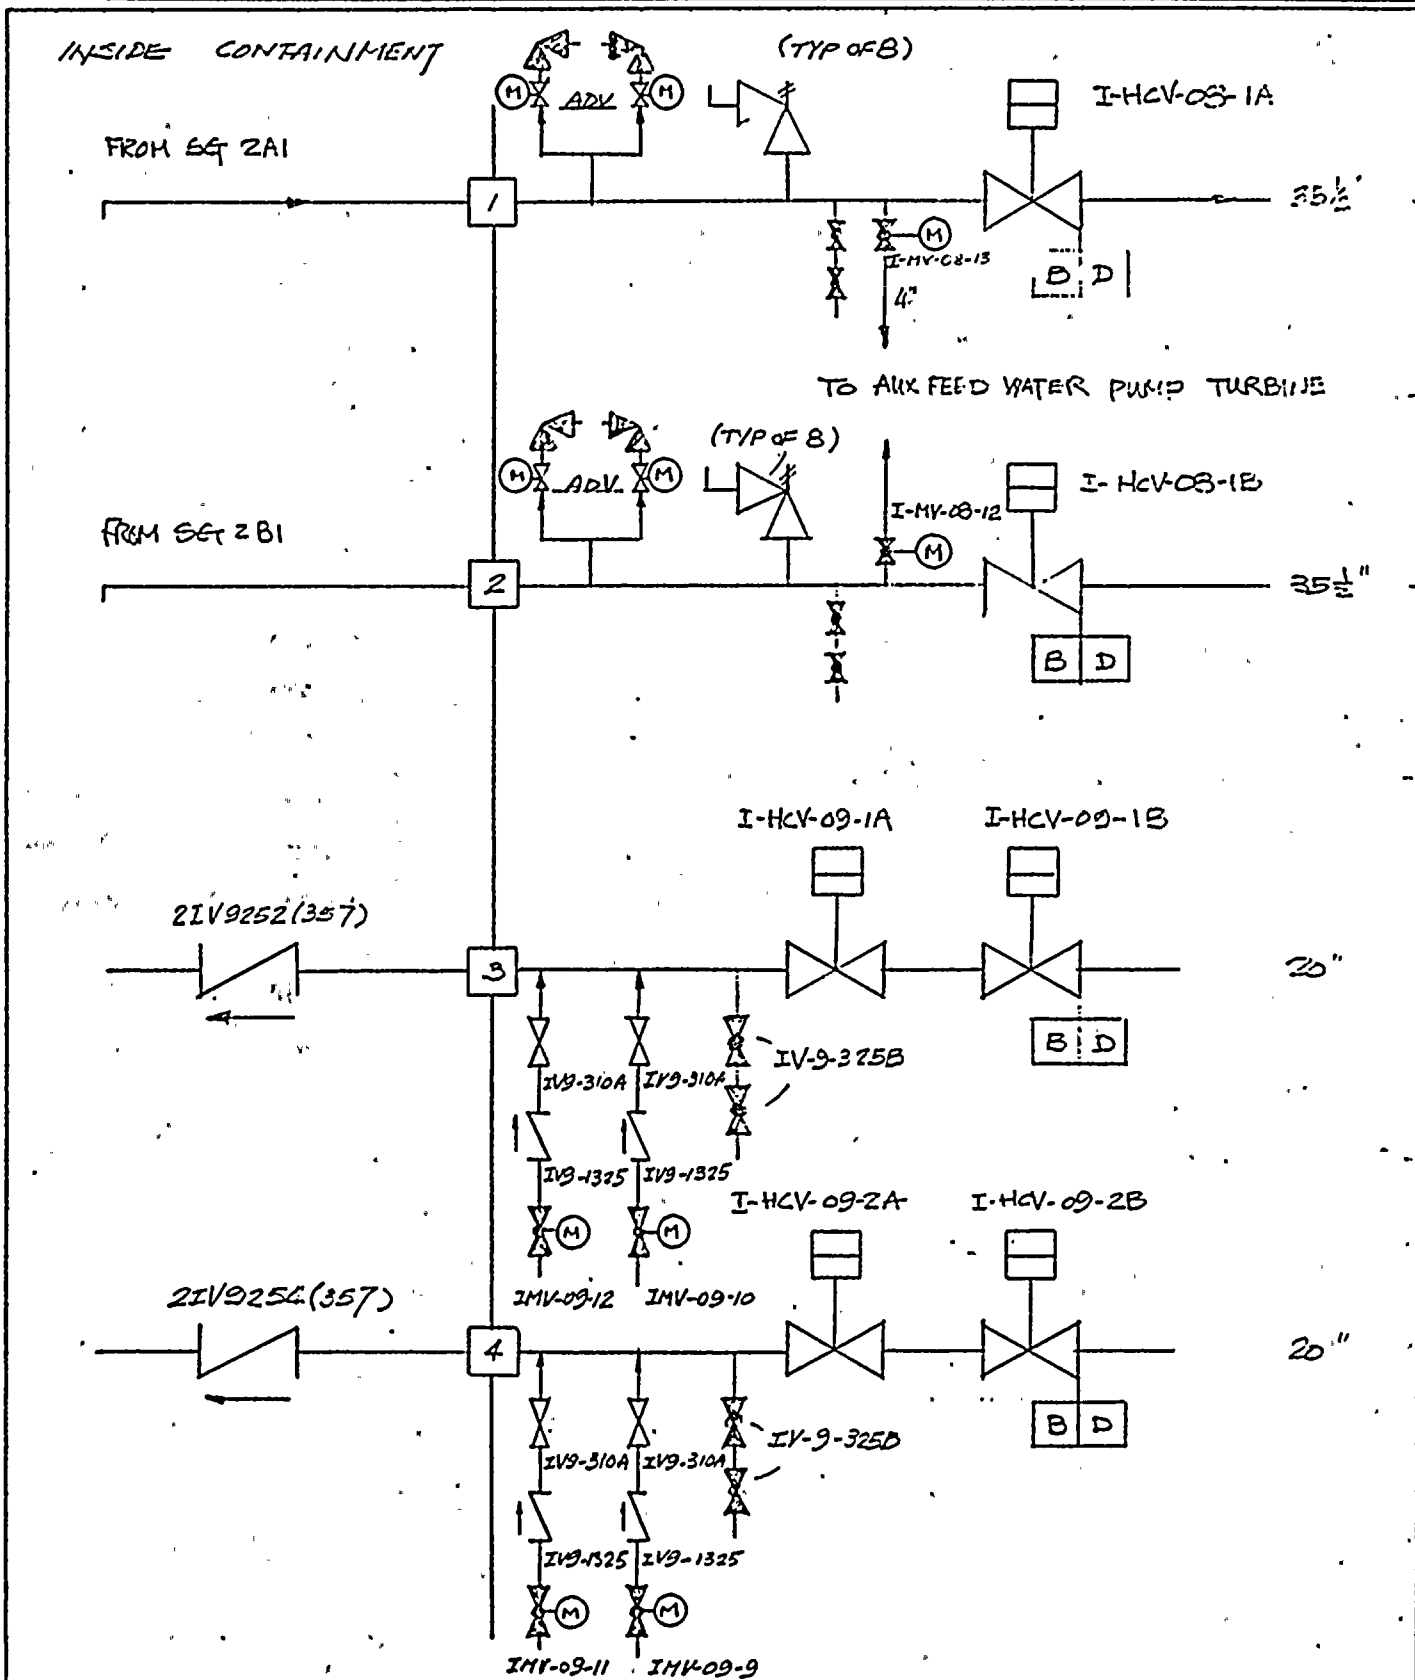 INSIDE CONTAINMENT
(TYP OF 8)
I-HCV-08-1A
M
ADV
M
FROM SG 2A1
1
35½"
M
I-MV-08-13
4"
B D
TO AUX FEED WATER PUMP TURBINE
(TYP OF 8)
I-HCV-08-1B
M
ADV
M
I-MV-08-12
M
FROM SG 2B1
2
35½"
B D
I-HCV-09-1A
I-HCV-09-1B
2IV9252(357)
3
20"
B D
IV-9-325B
IV9-310A
IV9-310A
IV9-1325
IV9-1325
M
M
IMV-09-12
IMV-09-10
I-HCV-09-2A
I-HCV-09-2B
2IV9254(357)
4
20"
B D
IV-9-325B
IV9-310A
IV9-310A
IV9-1325
IV9-1325
M
M
IMV-09-11
IMV-09-9